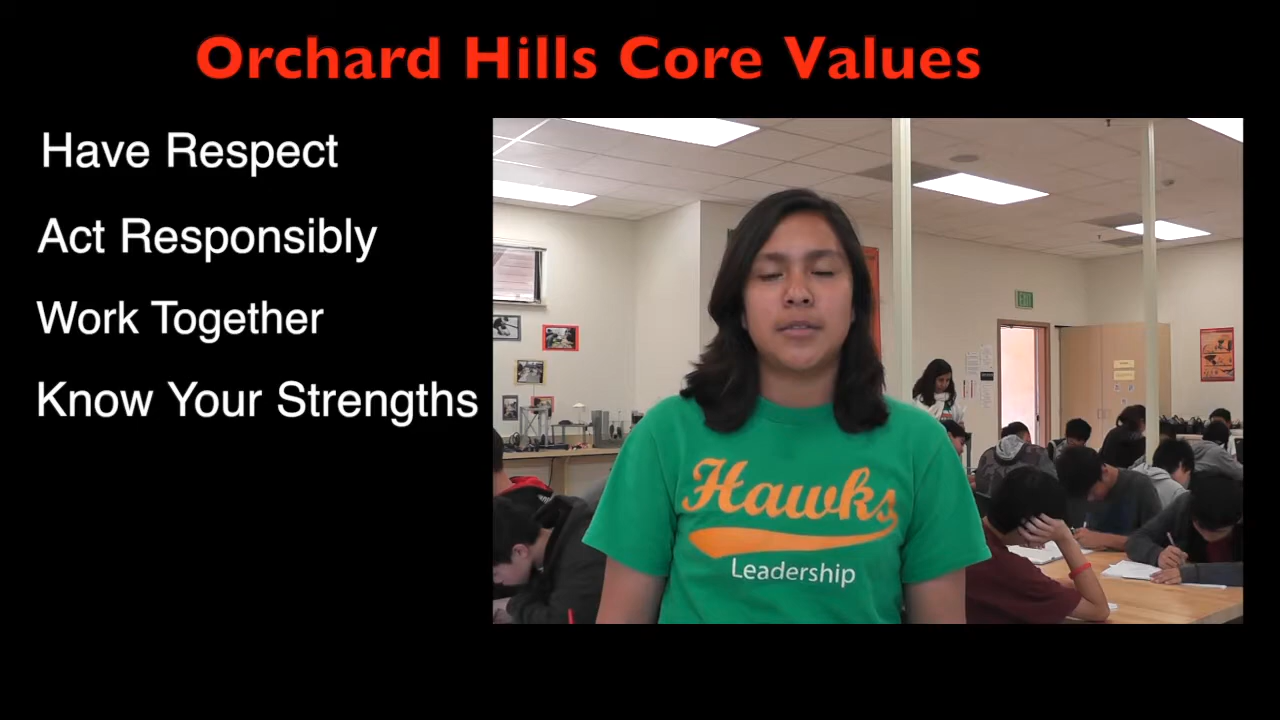 Orchard Hills Core Values
Have Respect
Act Responsibly
Work Together
Know Your Strengths
Hawks
Leadership